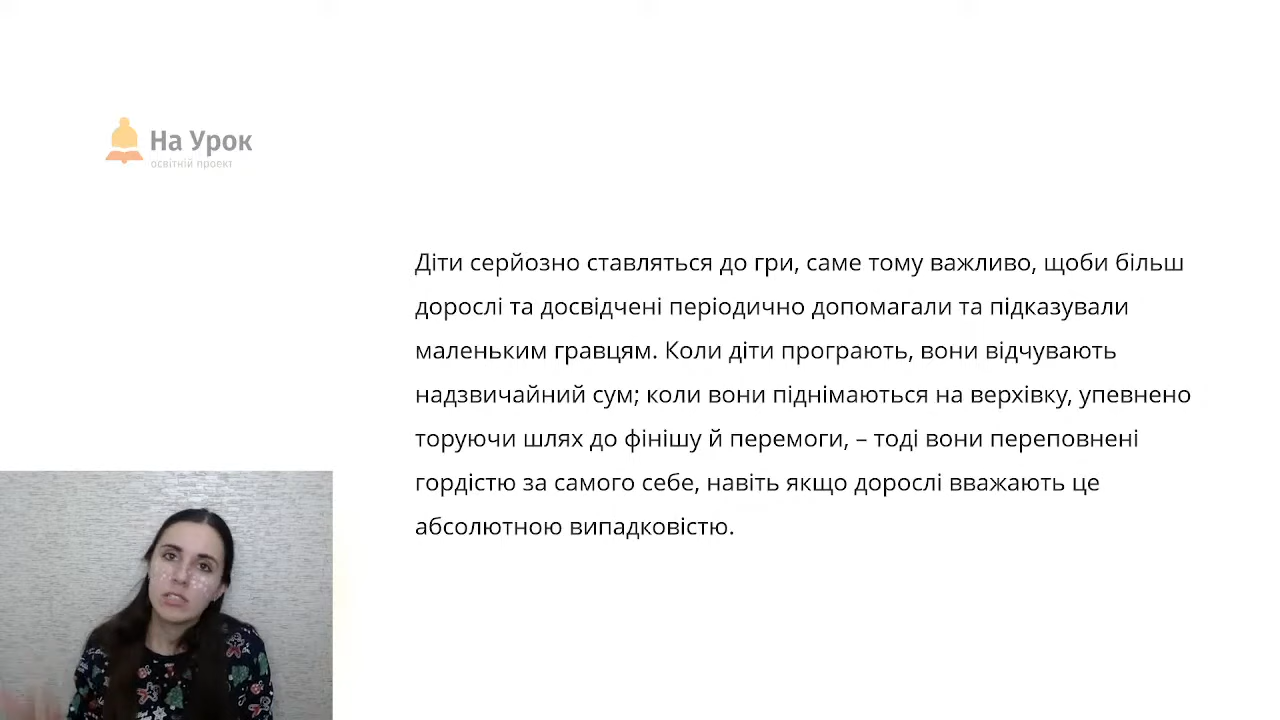 На Урок
освітній проект
Діти серйозно ставляться до гри, саме тому важливо, щоби більш
дорослі та досвідчені періодично допомагали та підказували
маленьким гравцям. Коли діти програють, вони відчувають
надзвичайний сум; коли вони піднімаються на верхівку, упевнено
торуючи шлях до фінішу й перемоги, – тоді вони переповнені
гордістю за самого себе, навіть якщо дорослі вважають це
абсолютною випадковістю.